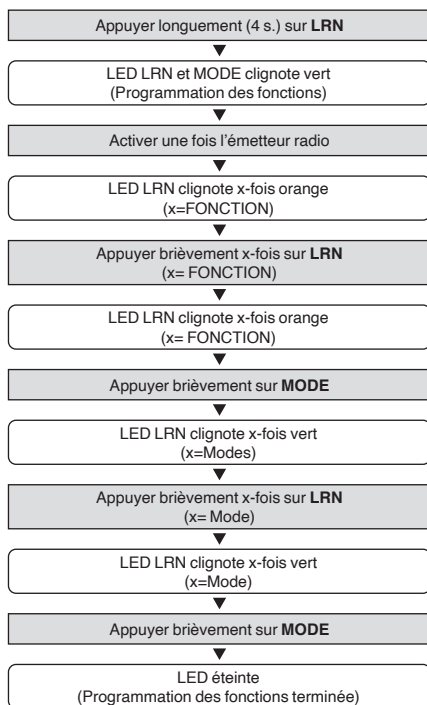 Appuyer longuement (4 s.) sur LRN
LED LRN et MODE clignote vert
(Programmation des fonctions)
Activer une fois l'émetteur radio
LED LRN clignote x-fois orange
(x=FONCTION)
Appuyer brièvement x-fois sur LRN
(x= FONCTION)
LED LRN clignote x-fois orange
(x= FONCTION)
Appuyer brièvement sur MODE
LED LRN clignote x-fois vert
(x=Modes)
Appuyer brièvement x-fois sur LRN
(x= Mode)
LED LRN clignote x-fois vert
(x=Mode)
Appuyer brièvement sur MODE
LED éteinte
(Programmation des fonctions terminée)